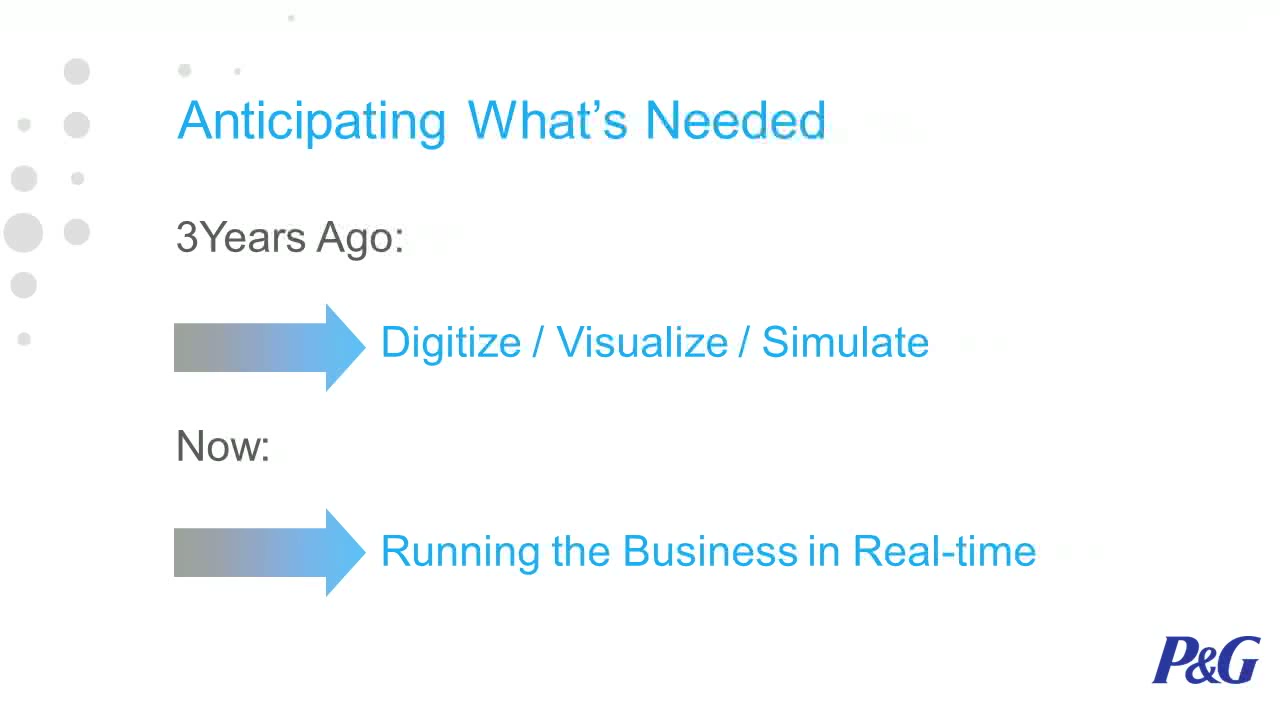 Anticipating What’s Needed
3Years Ago:
Digitize / Visualize / Simulate
Now:
Running the Business in Real-time
P&G